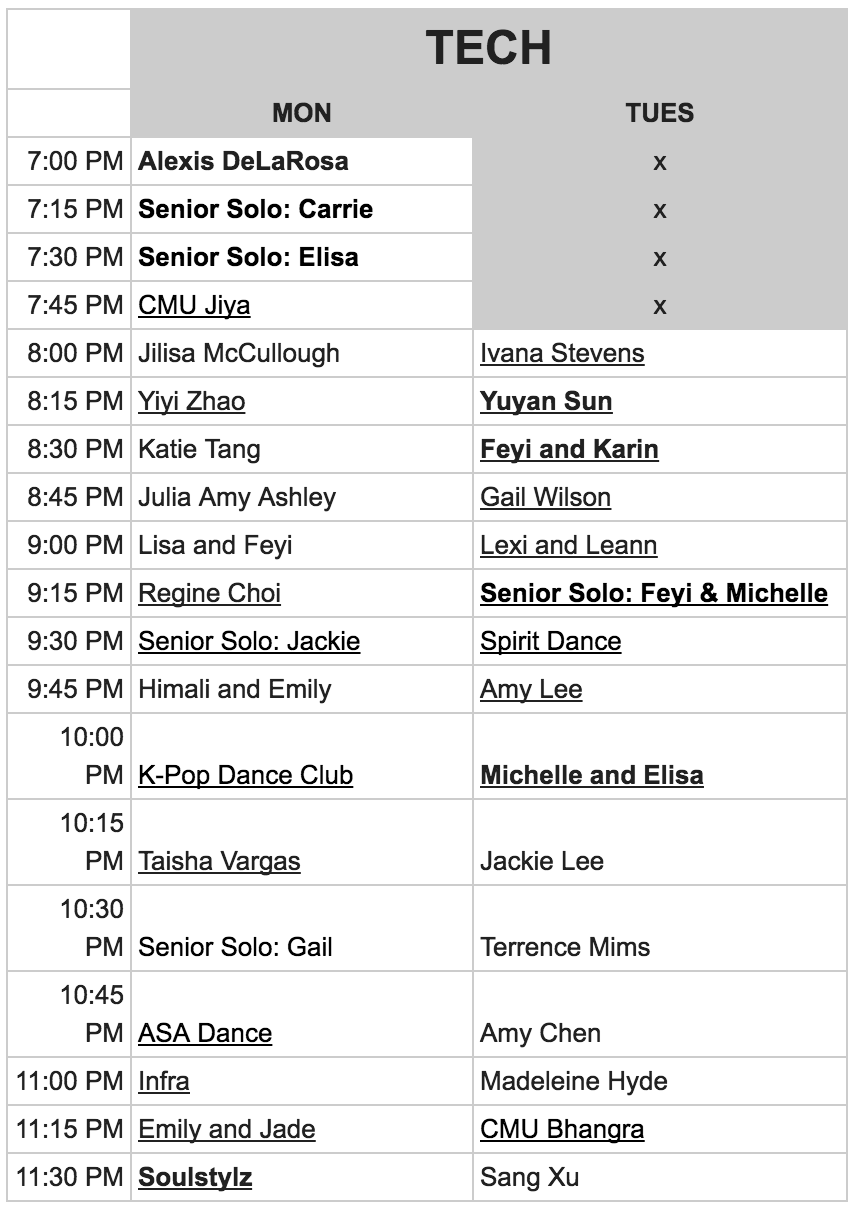 TECH
MON TUES
7:00 PM Alexis DeLaRosa x
7:15 PM Senior Solo: Carrie x
7:30 PM Senior Solo: Elisa x
7:45 PM CMU Jiya x
8:00 PM Jilisa McCullough Ivana Stevens
8:15 PM Yiyi Zhao Yuyan Sun
8:30 PM Katie Tang Feyi and Karin
8:45 PM Julia Amy Ashley Gail Wilson
9:00 PM Lisa and Feyi Lexi and Leann
9:15 PM Regine Choi Senior Solo: Feyi & Michelle
9:30 PM Senior Solo: Jackie Spirit Dance
9:45 PM Himali and Emily Amy Lee
10:00
PM K-Pop Dance Club Michelle and Elisa
10:15
PM Taisha Vargas Jackie Lee
10:30
PM Senior Solo: Gail Terrence Mims
10:45
PM ASA Dance Amy Chen
11:00 PM Infra Madeleine Hyde
11:15 PM Emily and Jade CMU Bhangra
11:30 PM Soulstylz Sang Xu